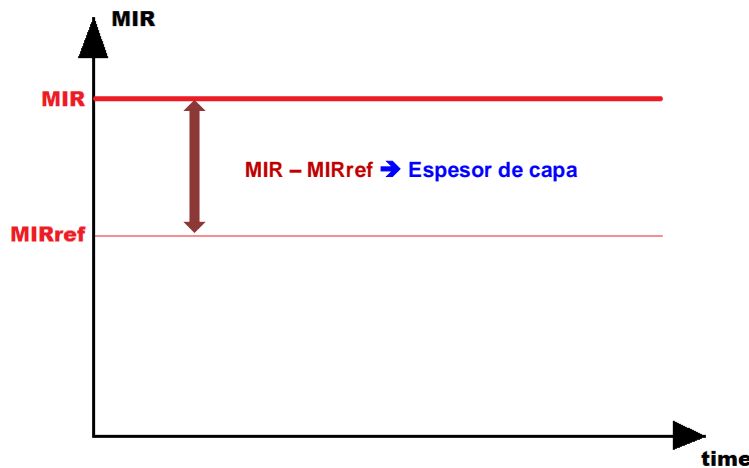 MIR
MIR
MIR – MIRref ➔ Espesor de capa
MIRref
time